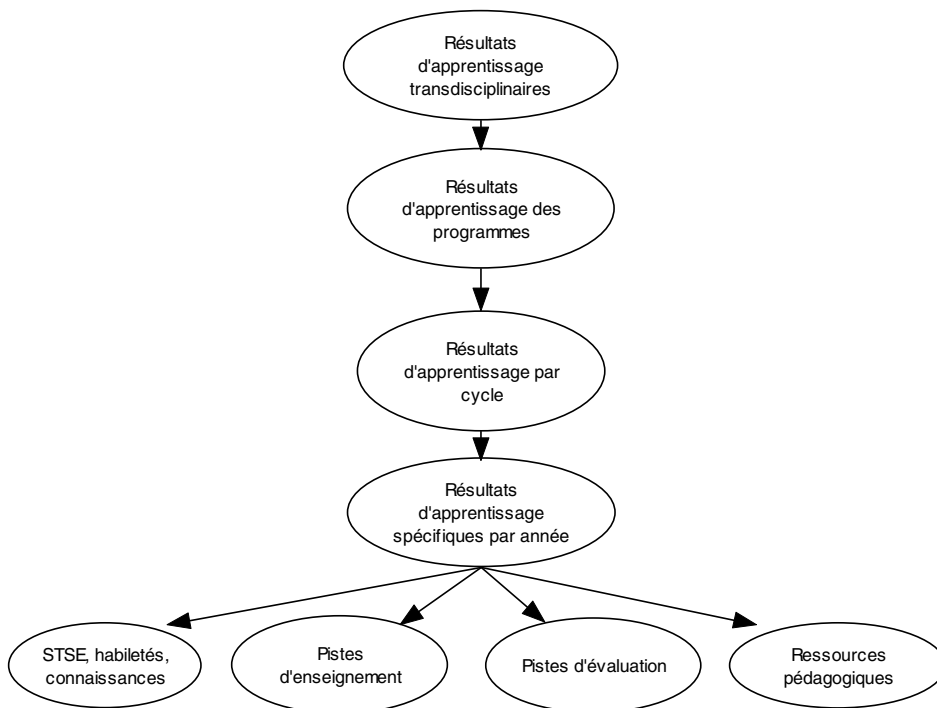 Résultats
d'apprentissage
transdisciplinaires
Résultats
d'apprentissage des
programmes
Résultats
d'apprentissage par
cycle
Résultats
d'apprentissage
spécifiques par année
STSE, habiletés,
connaissances
Pistes
d'enseignement
Pistes d'évaluation
Ressources
pédagogiques